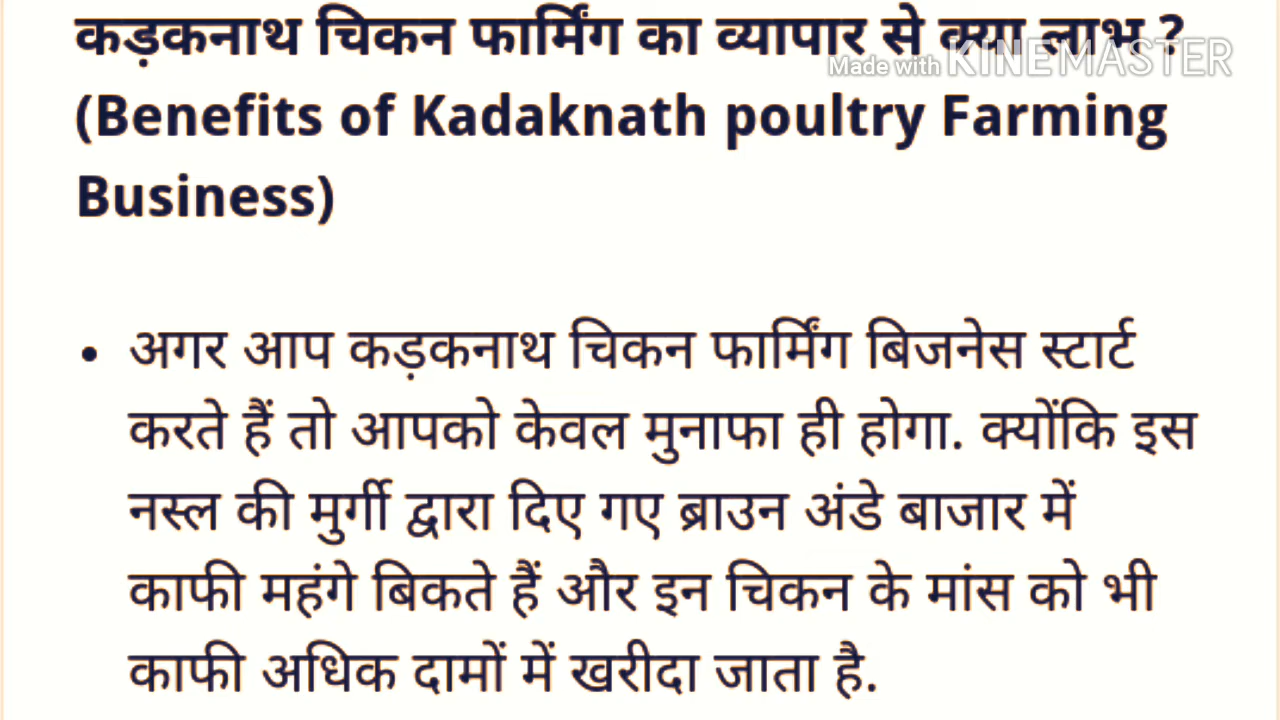 कड़कनाथ चिकन फार्मिंग का व्यापार से क्या लाभ ?
Made with KINEMASTER
(Benefits of Kadaknath poultry Farming
Business)
• अगर आप कड़कनाथ चिकन फार्मिंग बिजनेस स्टार्ट
करते हैं तो आपको केवल मुनाफा ही होगा. क्योंकि इस
नस्ल की मुर्गी द्वारा दिए गए ब्राउन अंडे बाजार में
काफी महंगे बिकते हैं और इन चिकन के मांस को भी
काफी अधिक दामों में खरीदा जाता है.